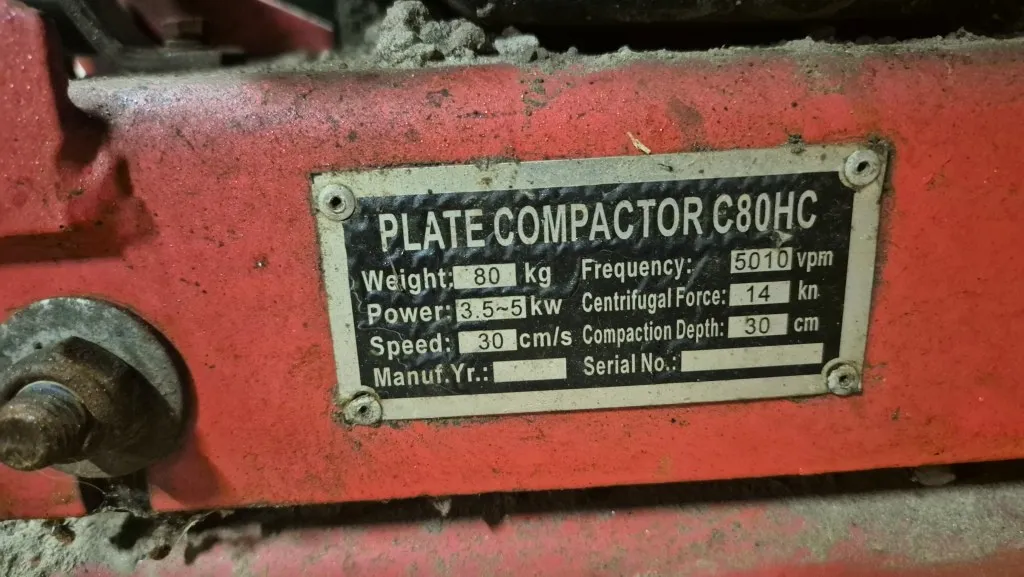 PLATE COMPACTOR C80HC
Weight: 80 kg Frequency: 5010 vpm
Power: 3.5~5 kw Centrifugal Force: 14 kn
Speed: 30 cm/s Compaction Depth: 30 cm
Manuf.Yr.: Serial No.: